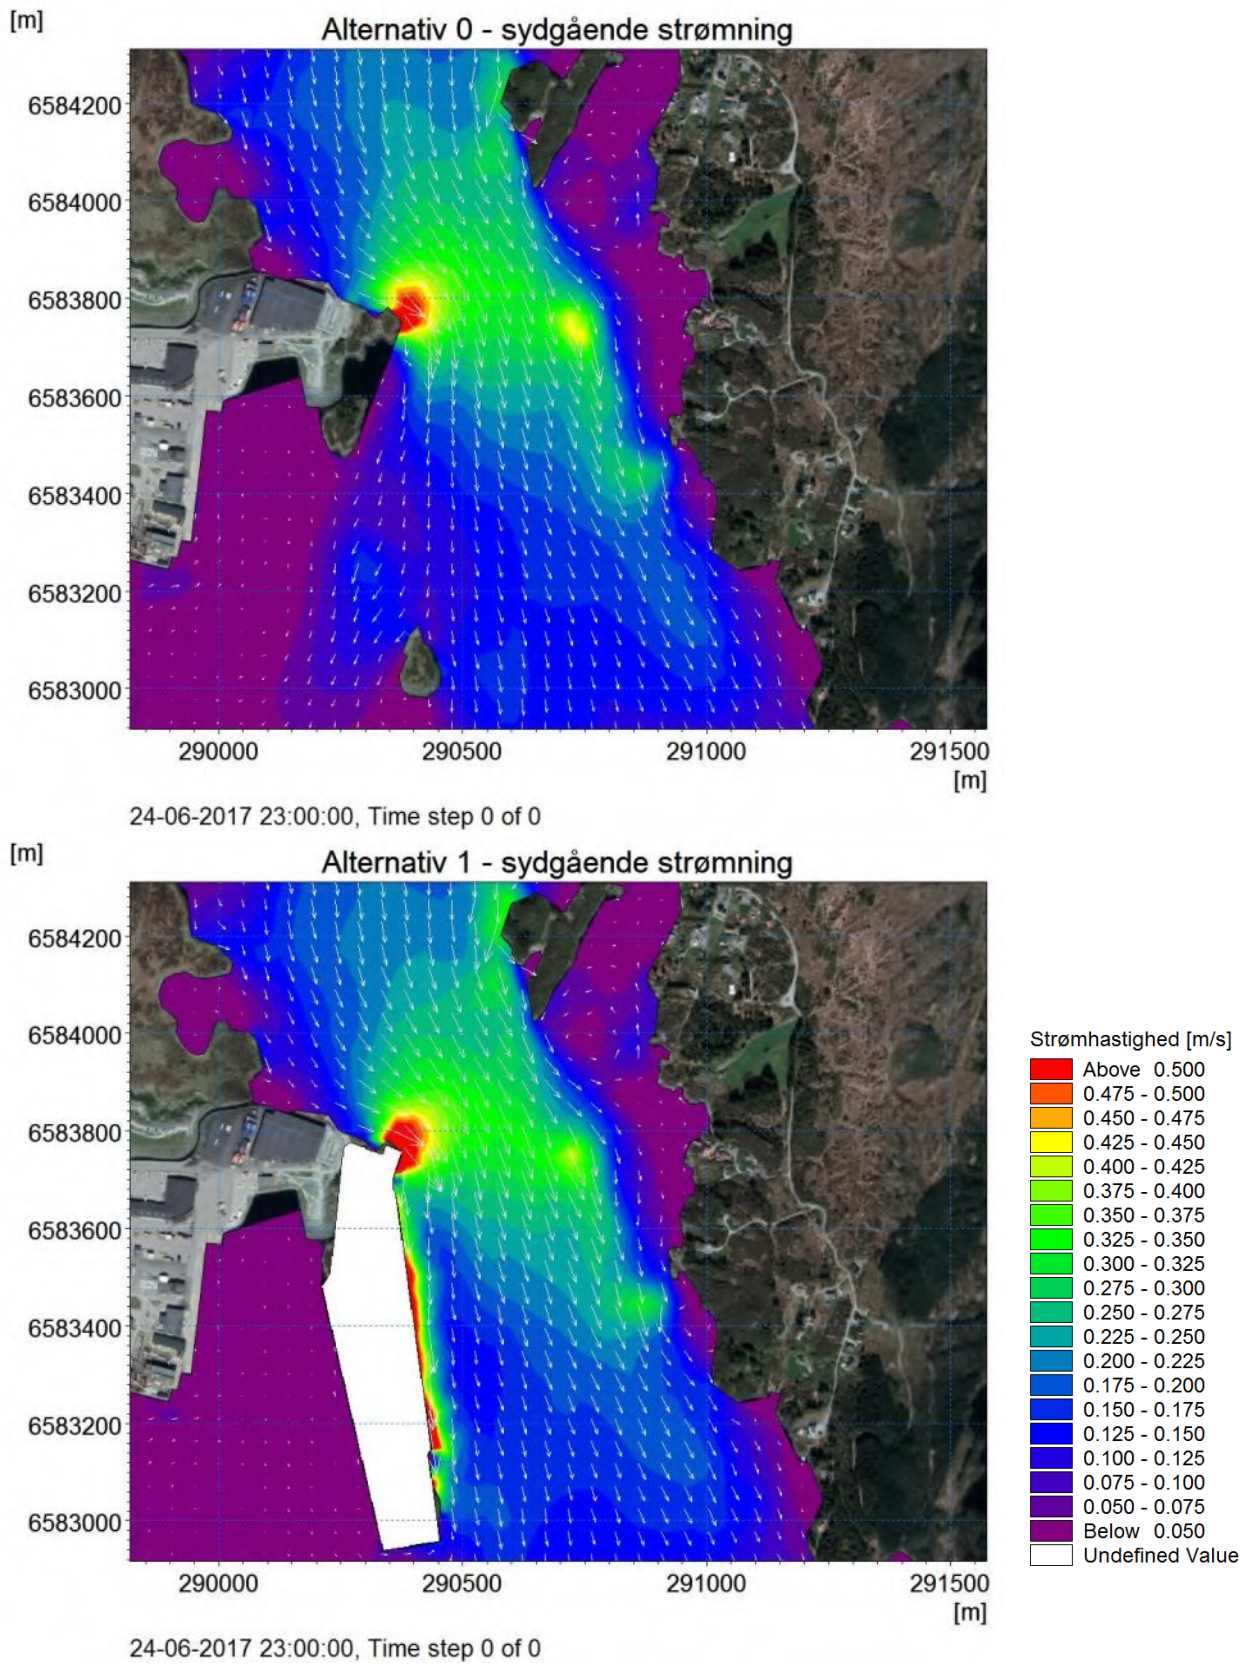 [m]
Alternativ 0 - sydgående strømning
6584200
6584000
6583800
6583600
6583400
6583200
6583000
290000 290500 291000 291500
[m]
24-06-2017 23:00:00, Time step 0 of 0
[m]
Alternativ 1 - sydgående strømning
6584200
6584000
6583800
6583600
6583400
6583200
6583000
290000 290500 291000 291500
[m]
24-06-2017 23:00:00, Time step 0 of 0
Strømhastighed [m/s]
Above 0.500
0.475 - 0.500
0.450 - 0.475
0.425 - 0.450
0.400 - 0.425
0.375 - 0.400
0.350 - 0.375
0.325 - 0.350
0.300 - 0.325
0.275 - 0.300
0.250 - 0.275
0.225 - 0.250
0.200 - 0.225
0.175 - 0.200
0.150 - 0.175
0.125 - 0.150
0.100 - 0.125
0.075 - 0.100
0.050 - 0.075
Below 0.050
Undefined Value